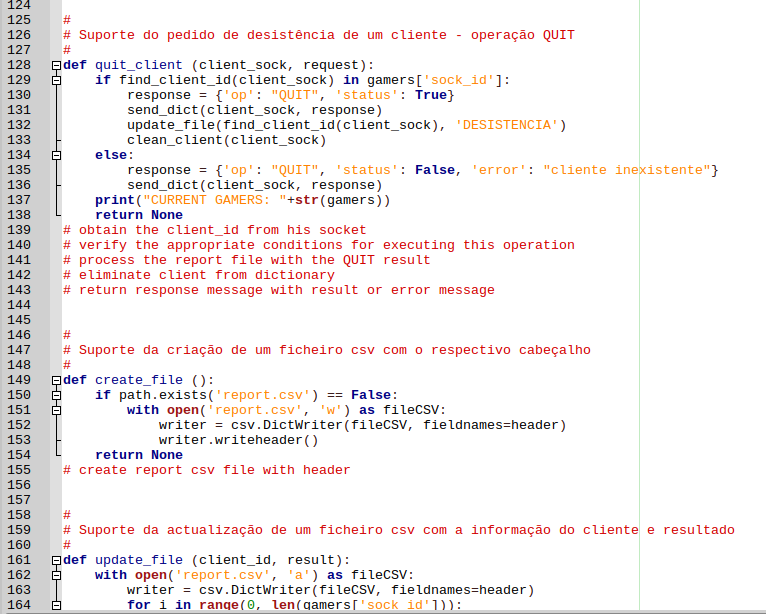 124
125 #
126 # Suporte do pedido de desistência de um cliente - operação QUIT
127 #
128 def quit_client (client_sock, request):
129     if find_client_id(client_sock) in gamers['sock_id']:
130         response = {'op': "QUIT", 'status': True}
131         send_dict(client_sock, response)
132         update_file(find_client_id(client_sock), 'DESISTENCIA')
133         clean_client(client_sock)
134     else:
135         response = {'op': "QUIT", 'status': False, 'error': "cliente inexistente"}
136         send_dict(client_sock, response)
137     print("CURRENT GAMERS: "+str(gamers))
138     return None
139 # obtain the client_id from his socket
140 # verify the appropriate conditions for executing this operation
141 # process the report file with the QUIT result
142 # eliminate client from dictionary
143 # return response message with result or error message
144
145
146 #
147 # Suporte da criação de um ficheiro csv com o respectivo cabeçalho
148 #
149 def create_file ():
150     if path.exists('report.csv') == False:
151         with open('report.csv', 'w') as fileCSV:
152             writer = csv.DictWriter(fileCSV, fieldnames=header)
153             writer.writeheader()
154     return None
155 # create report csv file with header
156
157
158 #
159 # Suporte da actualização de um ficheiro csv com a informação do cliente e resultado
160 #
161 def update_file (client_id, result):
162     with open('report.csv', 'a') as fileCSV:
163         writer = csv.DictWriter(fileCSV, fieldnames=header)
164         for i in range(0, len(gamers['sock_id'])):